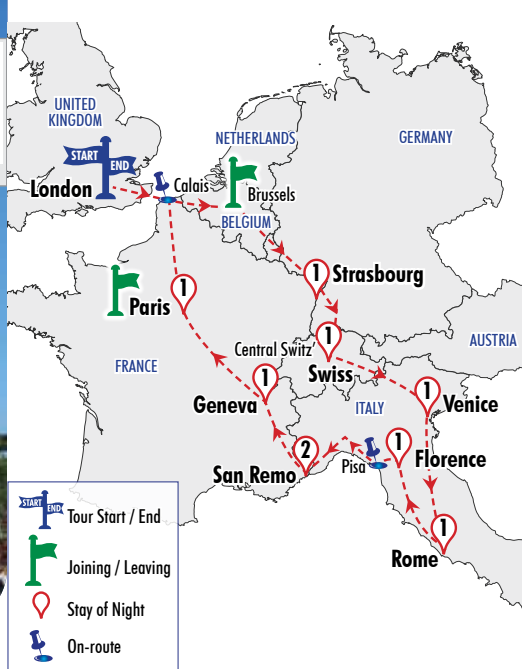 UNITED
KINGDOM
NETHERLANDS
GERMANY
START
END
London
Calais
Brussels
BELGIUM
1
Strasbourg
1
Paris
1
Central Switz'
Swiss
AUSTRIA
FRANCE
1
Geneva
ITALY
1
Venice
2
San Remo
Pisa
1
Florence
1
Rome
START
END
Tour Start / End
Joining / Leaving
Stay of Night
On-route